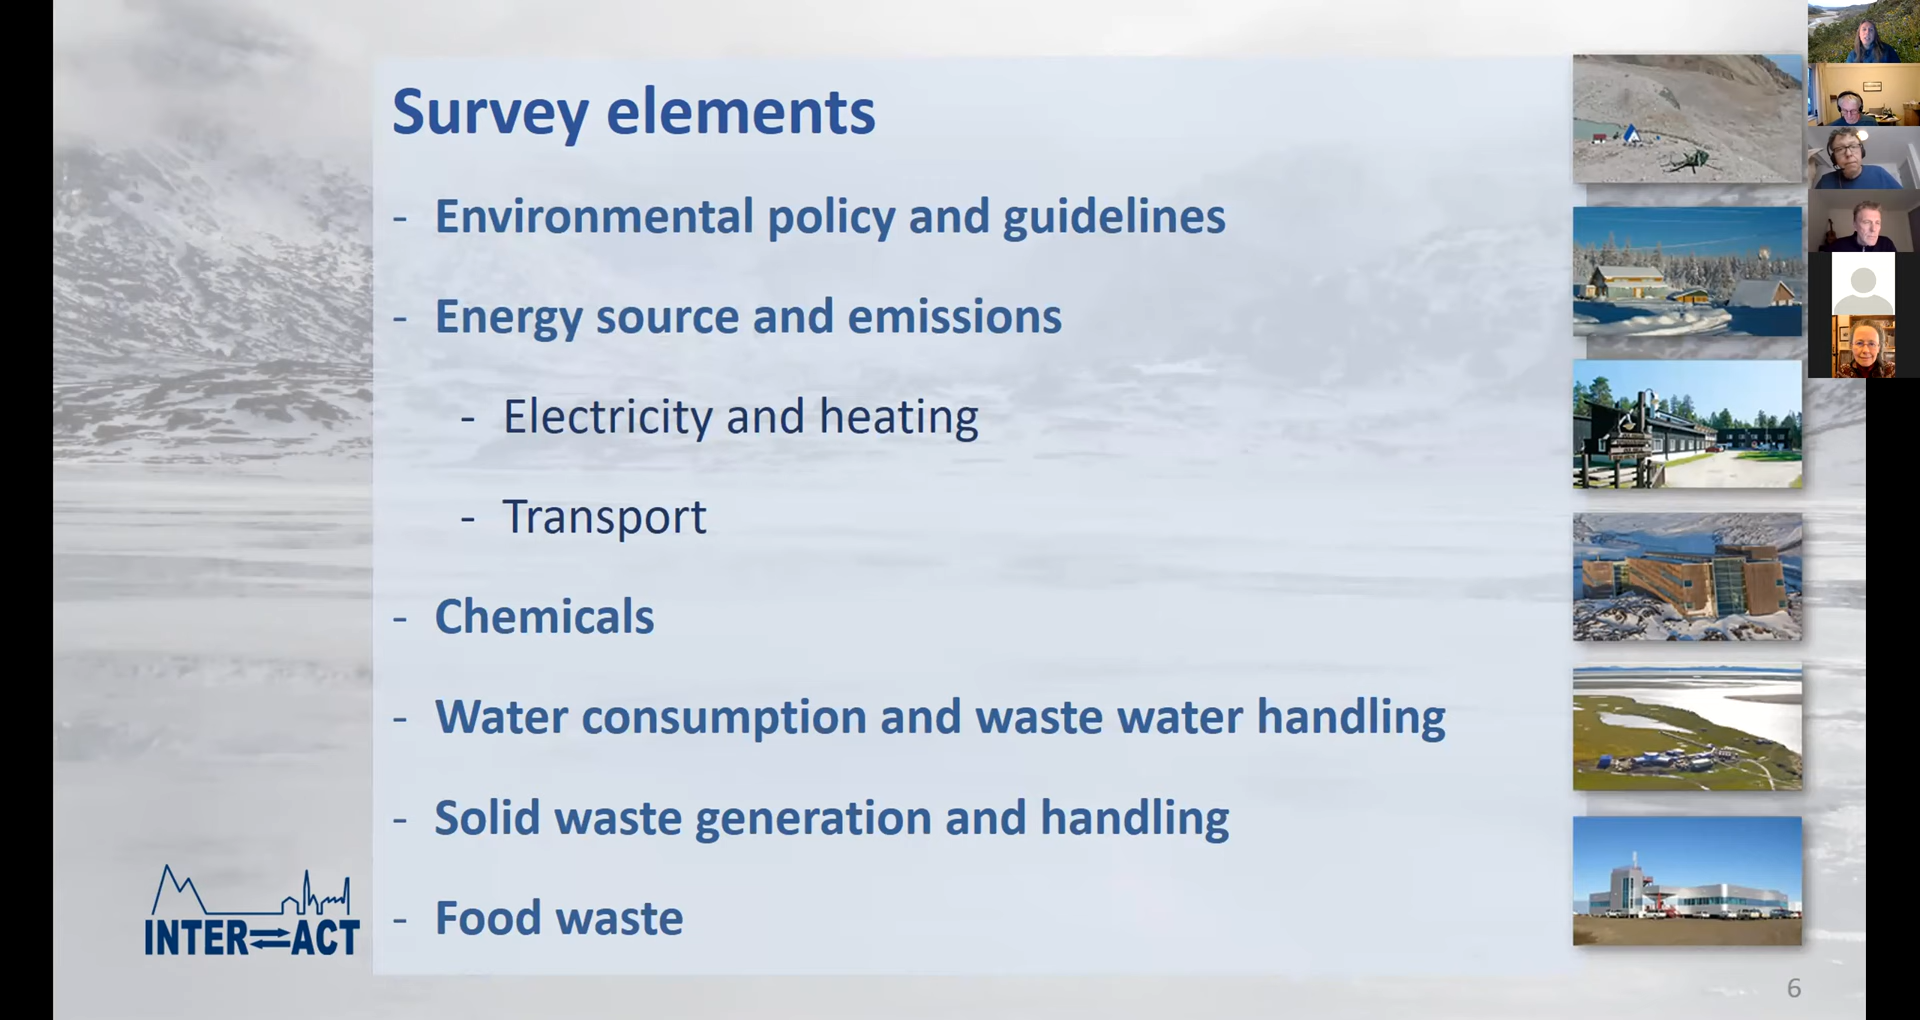 Survey elements
- Environmental policy and guidelines
- Energy source and emissions
- Electricity and heating
- Transport
- Chemicals
- Water consumption and waste water handling
- Solid waste generation and handling
- Food waste
INTER⇌ACT
6